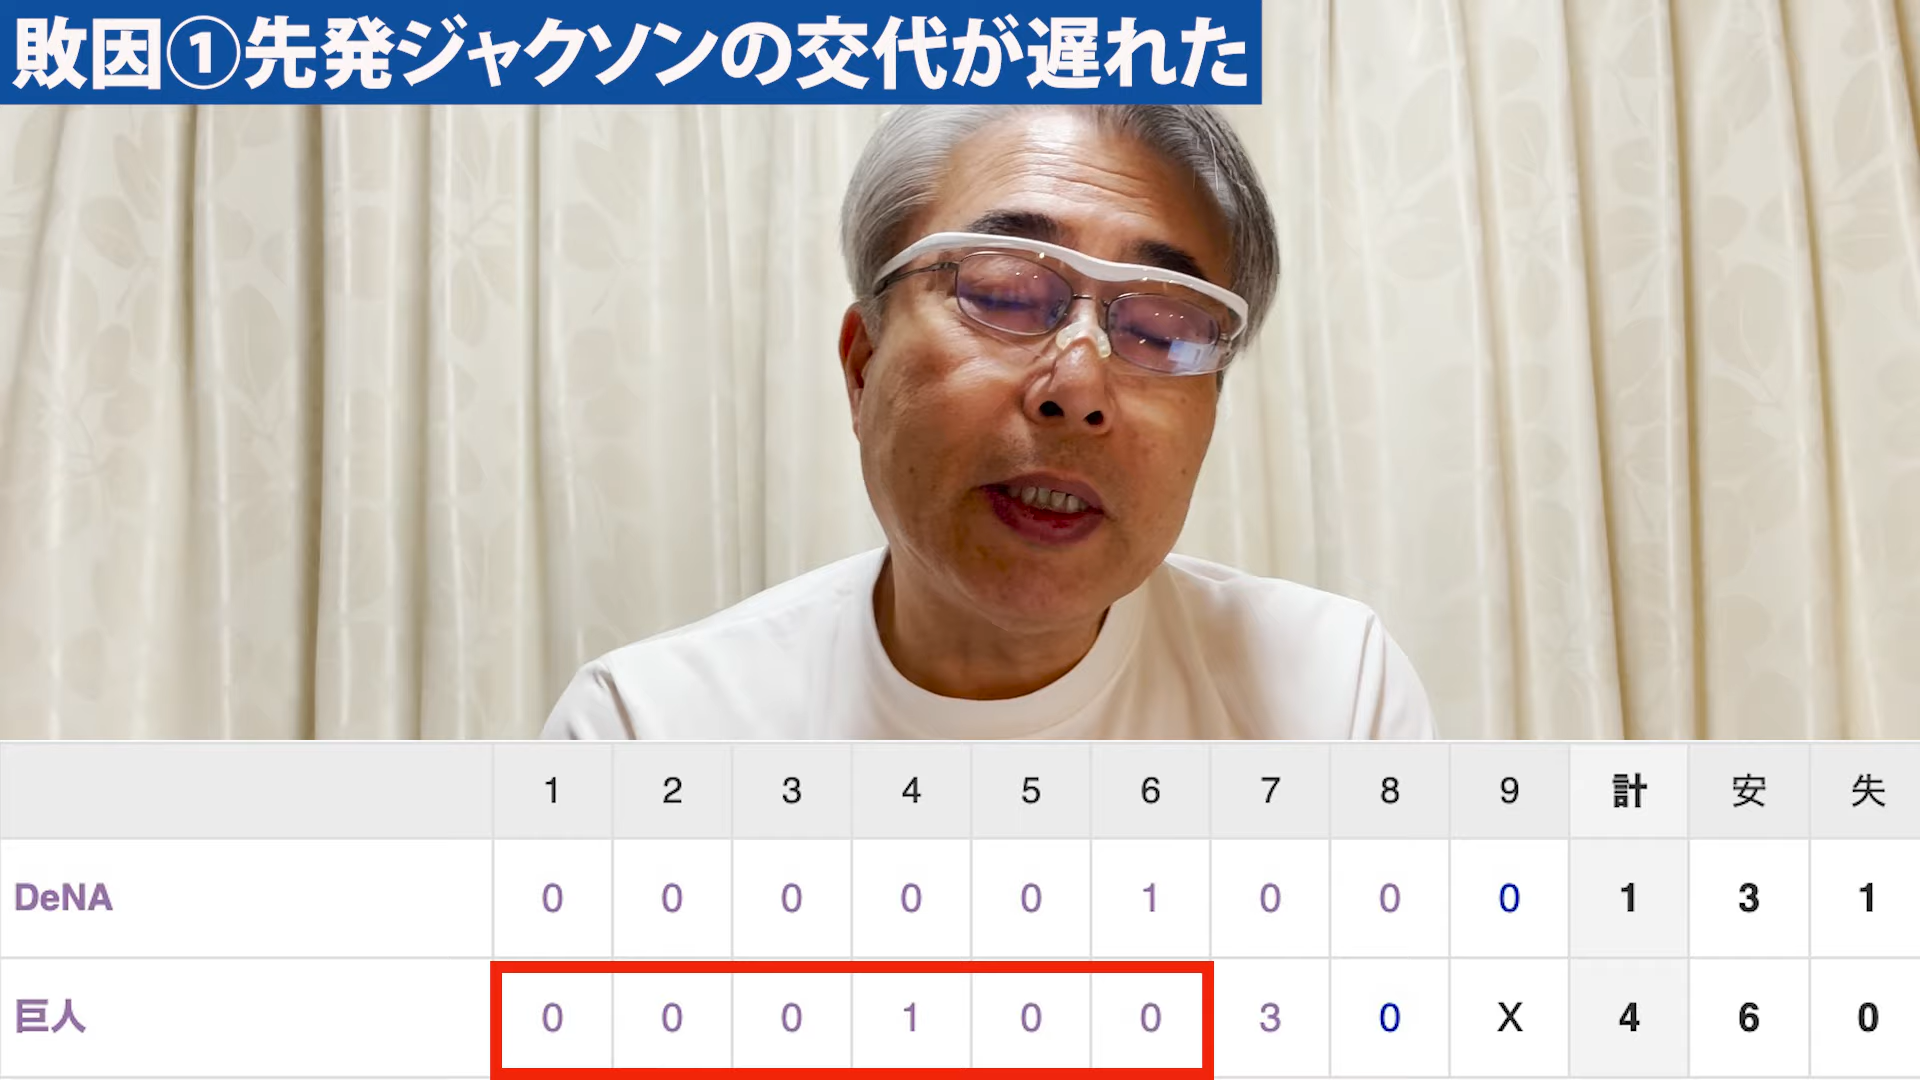 敗因①先発ジャクソンの交代が遅れた
1 2 3 4 5 6 7 8 9 計 安 失
DeNA 0 0 0 0 0 1 0 0 0 1 3 1
巨人 0 0 0 1 0 0 3 0 X 4 6 0